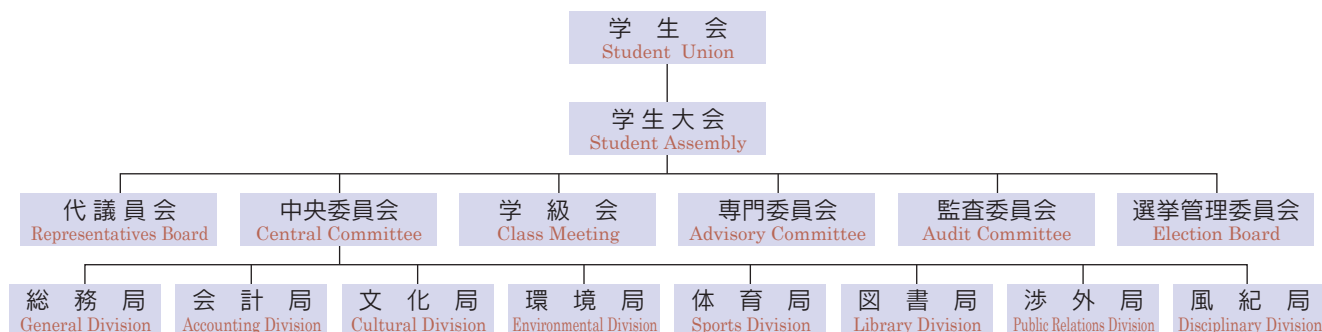 学生会
Student Union
学生大会
Student Assembly
代議員会
Representatives Board
中央委員会
Central Committee
学級会
Class Meeting
専門委員会
Advisory Committee
監査委員会
Audit Committee
選挙管理委員会
Election Board
総務局
General Division
会計局
Accounting Division
文化局
Cultural Division
環境局
Environmental Division
体育局
Sports Division
図書局
Library Division
渉外局
Public Relations Division
風紀局
Disciplinary Division